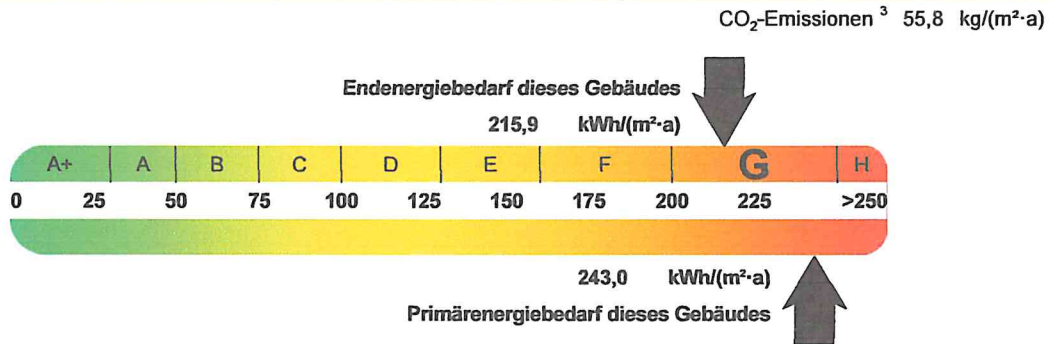 CO₂-Emissionen ³ 55,8 kg/(m²·a)
Endenergiebedarf dieses Gebäudes
215,9 kWh/(m²·a)
A+ A B C D E F G H
0 25 50 75 100 125 150 175 200 225 >250
243,0 kWh/(m²·a)
Primärenergiebedarf dieses Gebäudes